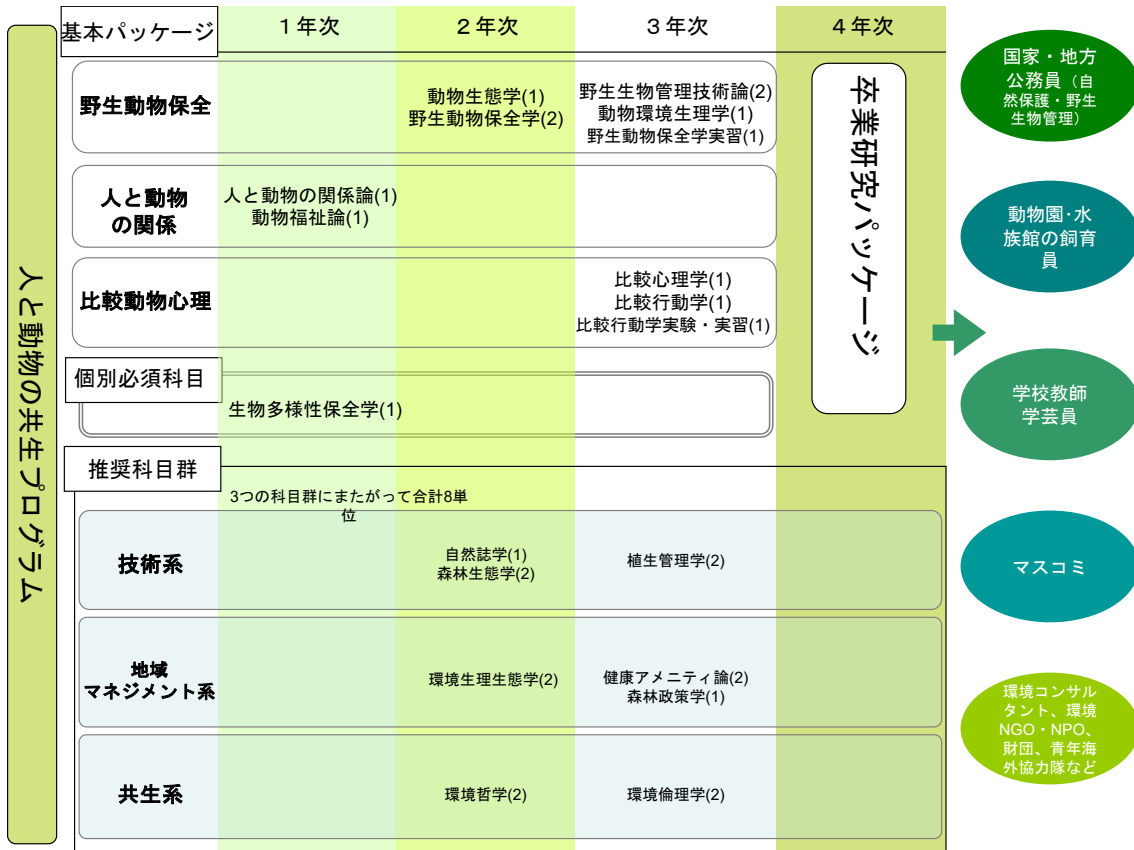 人と動物の共生プログラム
基本パッケージ
１年次
２年次
３年次
４年次
野生動物保全
動物生態学(1)
野生動物保全学(2)
野生生物管理技術論(2)
動物環境生理学(1)
野生動物保全学実習(1)
人と動物
の関係
人と動物の関係論(1)
動物福祉論(1)
比較動物心理
比較心理学(1)
比較行動学(1)
比較行動学実験・実習(1)
卒業研究パッケージ
個別必須科目
生物多様性保全学(1)
推奨科目群
3つの科目群にまたがって合計8単
位
技術系
自然誌学(1)
森林生態学(2)
植生管理学(2)
地域
マネジメント系
環境生理生態学(2)
健康アメニティ論(2)
森林政策学(1)
共生系
環境哲学(2)
環境倫理学(2)
国家・地方
公務員（自
然保護・野生
生物管理）
動物園・水
族館の飼育
員
学校教師
学芸員
マスコミ
環境コンサル
タント、環境
NGO・NPO、
財団、青年海
外協力隊など